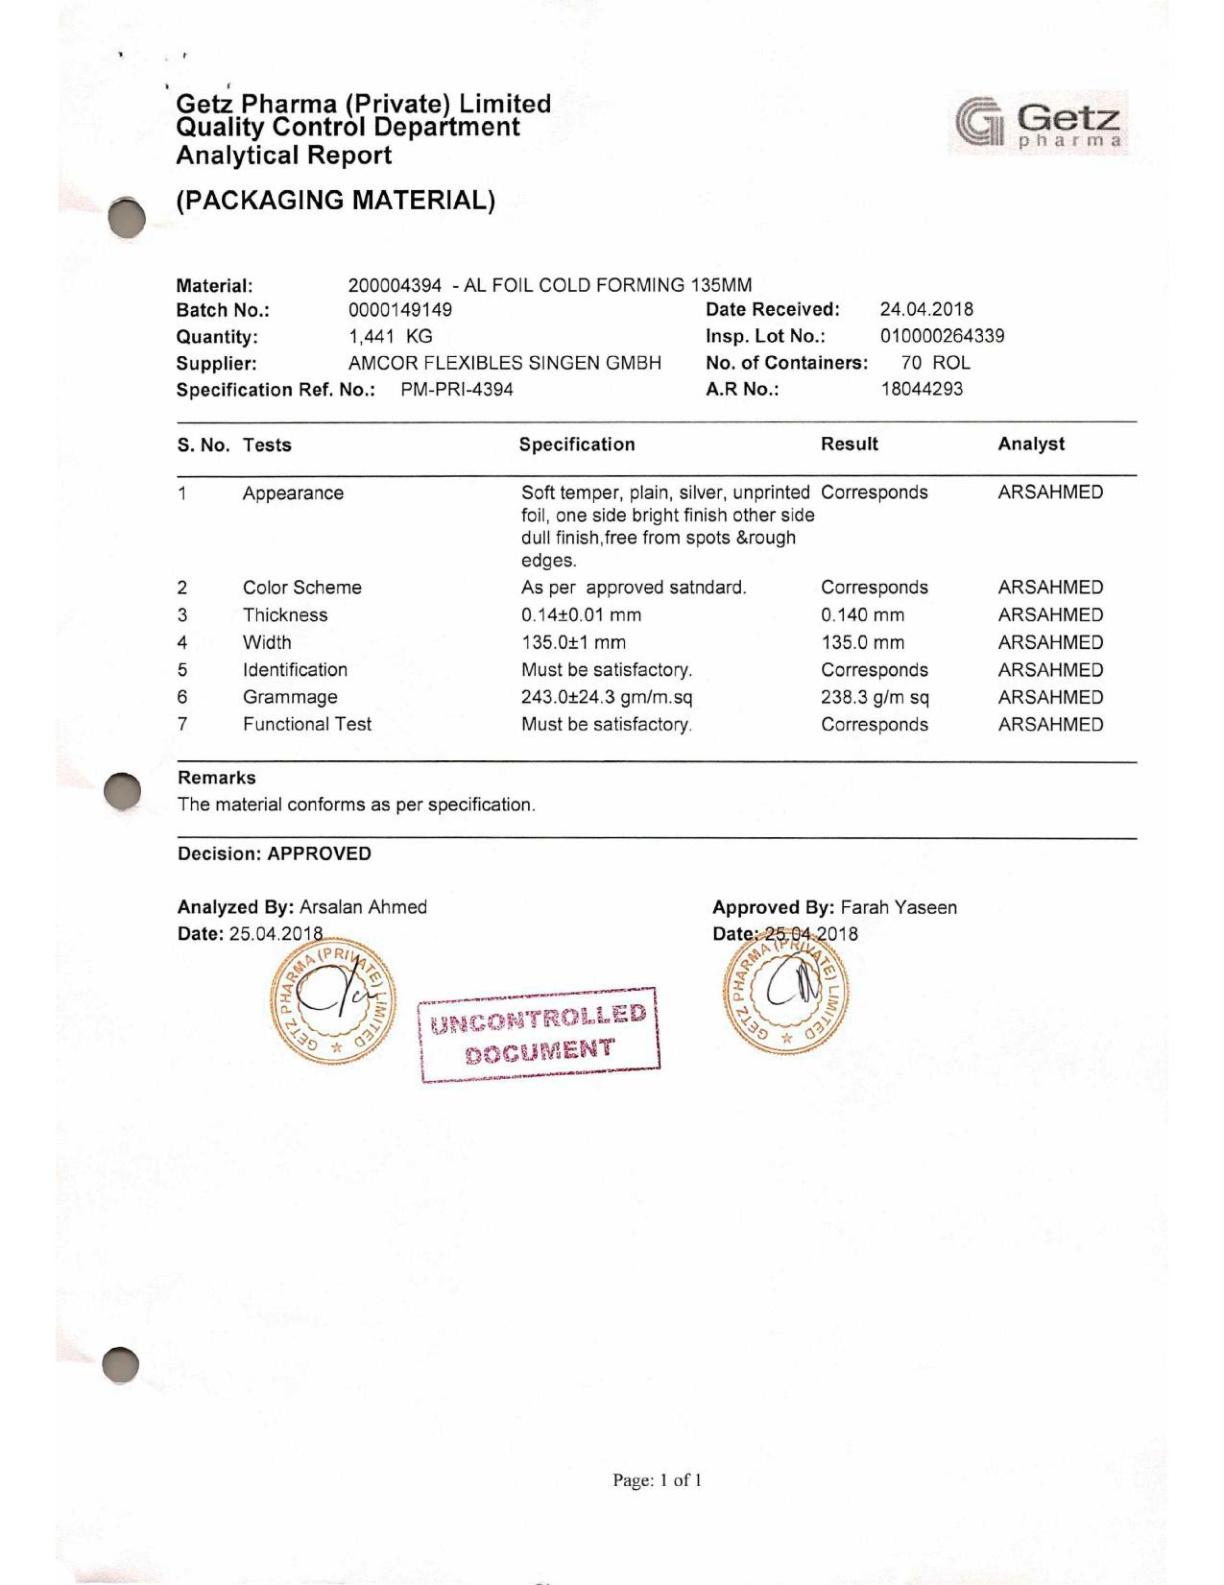 Getz Pharma (Private) Limited
Quality Control Department
Analytical Report
(PACKAGING MATERIAL)
Getz
pharma
Material: 200004394 - AL FOIL COLD FORMING 135MM
Batch No.: 0000149149 Date Received: 24.04.2018
Quantity: 1,441 KG Insp. Lot No.: 010000264339
Supplier: AMCOR FLEXIBLES SINGEN GMBH No. of Containers: 70 ROL
Specification Ref. No.: PM-PRI-4394 A.R No.: 18044293
S. No. Tests Specification Result Analyst
1 Appearance Soft temper, plain, silver, unprinted Corresponds ARSAHMED
foil, one side bright finish other side
dull finish,free from spots &rough
edges.
2 Color Scheme As per approved satndard. Corresponds ARSAHMED
3 Thickness 0.14±0.01 mm 0.140 mm ARSAHMED
4 Width 135.0±1 mm 135.0 mm ARSAHMED
5 Identification Must be satisfactory. Corresponds ARSAHMED
6 Grammage 243.0±24.3 gm/m.sq 238.3 g/m sq ARSAHMED
7 Functional Test Must be satisfactory. Corresponds ARSAHMED
Remarks
The material conforms as per specification.
Decision: APPROVED
Analyzed By: Arsalan Ahmed Approved By: Farah Yaseen
Date: 25.04.2018 Date: 25.04.2018
GETZ PHARMA (PRIVATE) LIMITED
GETZ PHARMA (PRIVATE) LIMITED
UNCONTROLLED
DOCUMENT
Page: 1 of 1